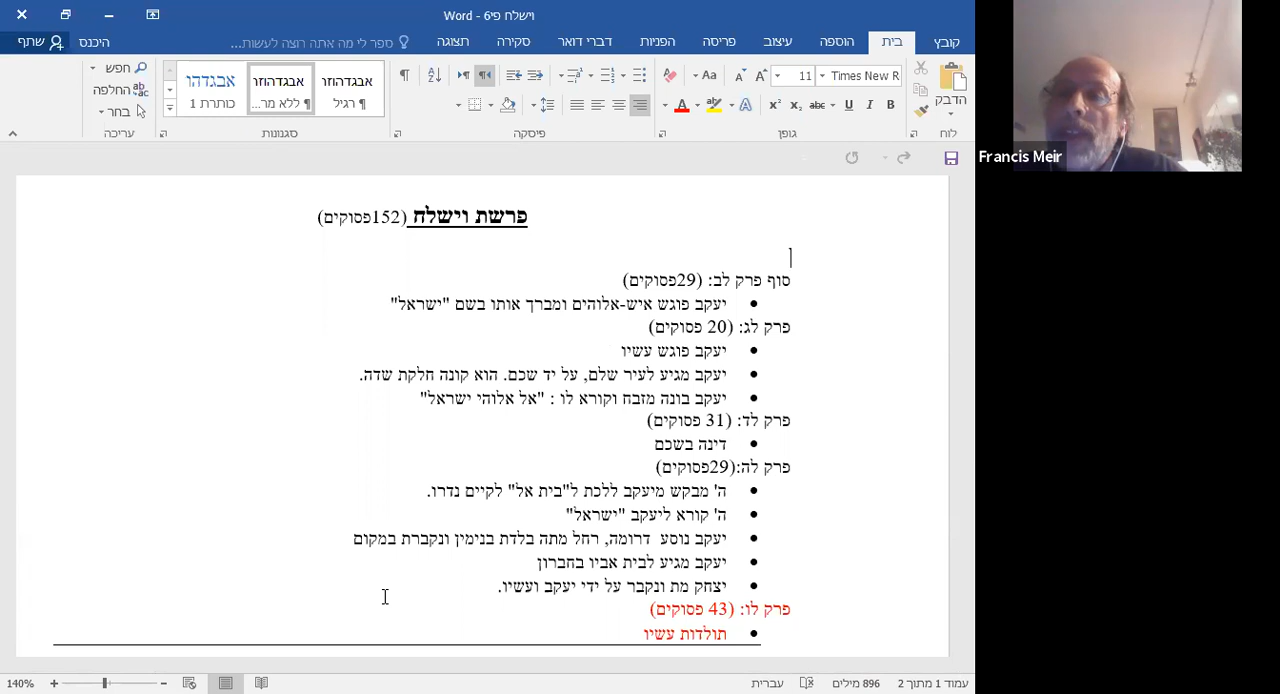 וישלח פי6 - Word
קובץ בית הוספה עיצוב פריסה הפניות דברי דואר סקירה תצוגה ספר לי מה אתה רוצה לעשות... היכנס שתף
הדבק
Times New R 11
B I U abc x₂ x² A
אבגדהוזו אבגדהוזו אבגדהו
¶ רגיל ¶ ללא מר... כותרת 1
חפש
החלפה
בחר
לוח גופן פיסקה סגנונות עריכה
Francis Meir
פרשת וישלח (152פסוקים)
סוף פרק לב: (29פסוקים)
• יעקב פוגש איש-אלוהים ומברך אותו בשם "ישראל"
פרק לג: (20 פסוקים)
• יעקב פוגש עשיו
• יעקב מגיע לעיר שלם, על יד שכם. הוא קונה חלקת שדה.
• יעקב בונה מזבח וקורא לו : "אל אלוהי ישראל"
פרק לד: (31 פסוקים)
• דינה בשכם
פרק לה:(29פסוקים)
• ה' מבקש מיעקב ללכת ל"בית אל" לקיים נדרו.
• ה' קורא ליעקב "ישראל"
• יעקב נוסע דרומה, רחל מתה בלדת בנימין ונקברת במקום
• יעקב מגיע לבית אביו בחברון
• יצחק מת ונקבר על ידי יעקב ועשיו.
פרק לו: (43 פסוקים)
• תולדות עשיו
עמוד 1 מתוך 2 896 מילים עברית 140%